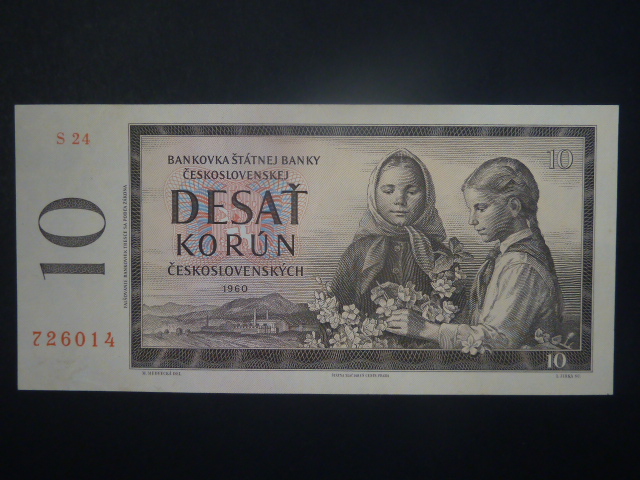 S 24
10
726014
BANKOVKA ŠTÁTNEJ BANKY
ČESKOSLOVENSKEJ
DESAŤ
KORÚN
ČESKOSLOVENSKÝCH
1960
10
10